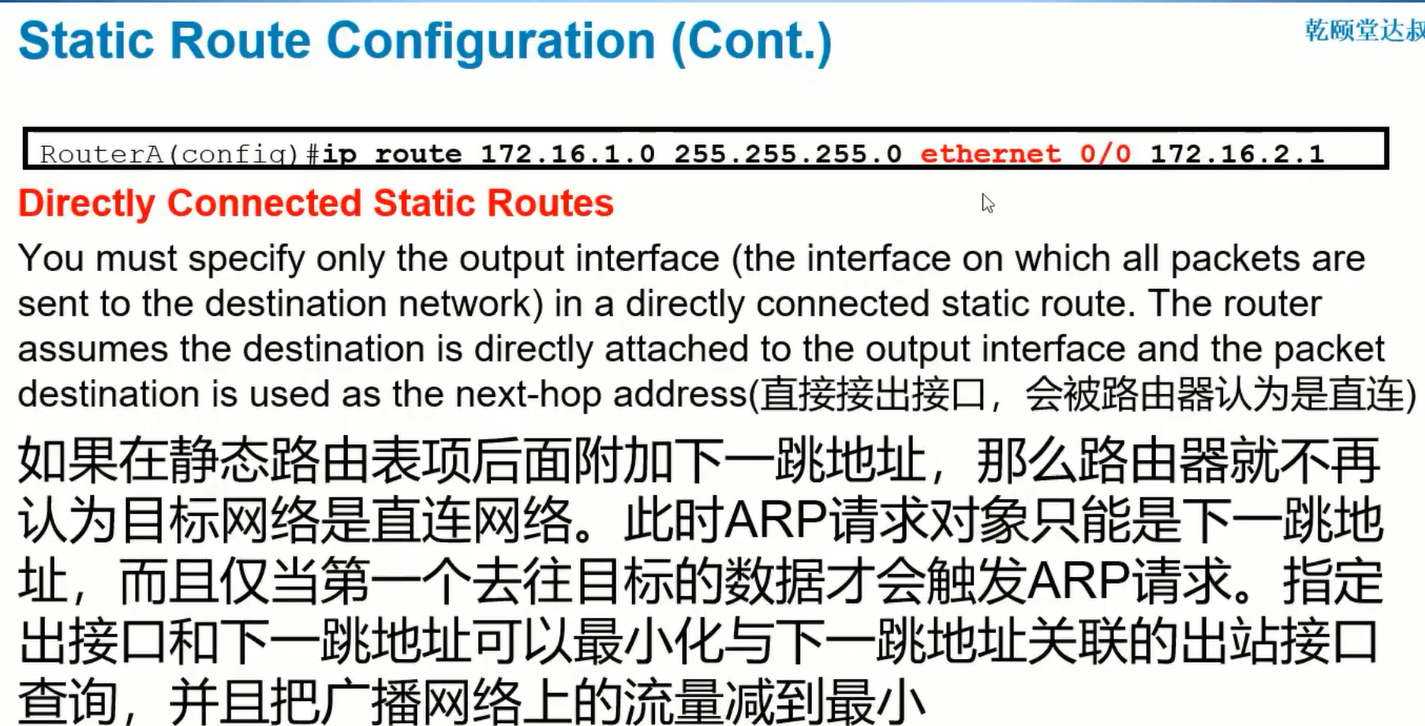 Static Route Configuration (Cont.)
乾颐堂达叔
RouterA(config)#ip route 172.16.1.0 255.255.255.0 ethernet 0/0 172.16.2.1
Directly Connected Static Routes
You must specify only the output interface (the interface on which all packets are
sent to the destination network) in a directly connected static route. The router
assumes the destination is directly attached to the output interface and the packet
destination is used as the next-hop address(直接接出接口，会被路由器认为是直连)
如果在静态路由表项后面附加下一跳地址，那么路由器就不再
认为目标网络是直连网络。此时ARP请求对象只能是下一跳地
址，而且仅当第一个去往目标的数据才会触发ARP请求。指定
出接口和下一跳地址可以最小化与下一跳地址关联的出站接口
查询，并且把广播网络上的流量减到最小